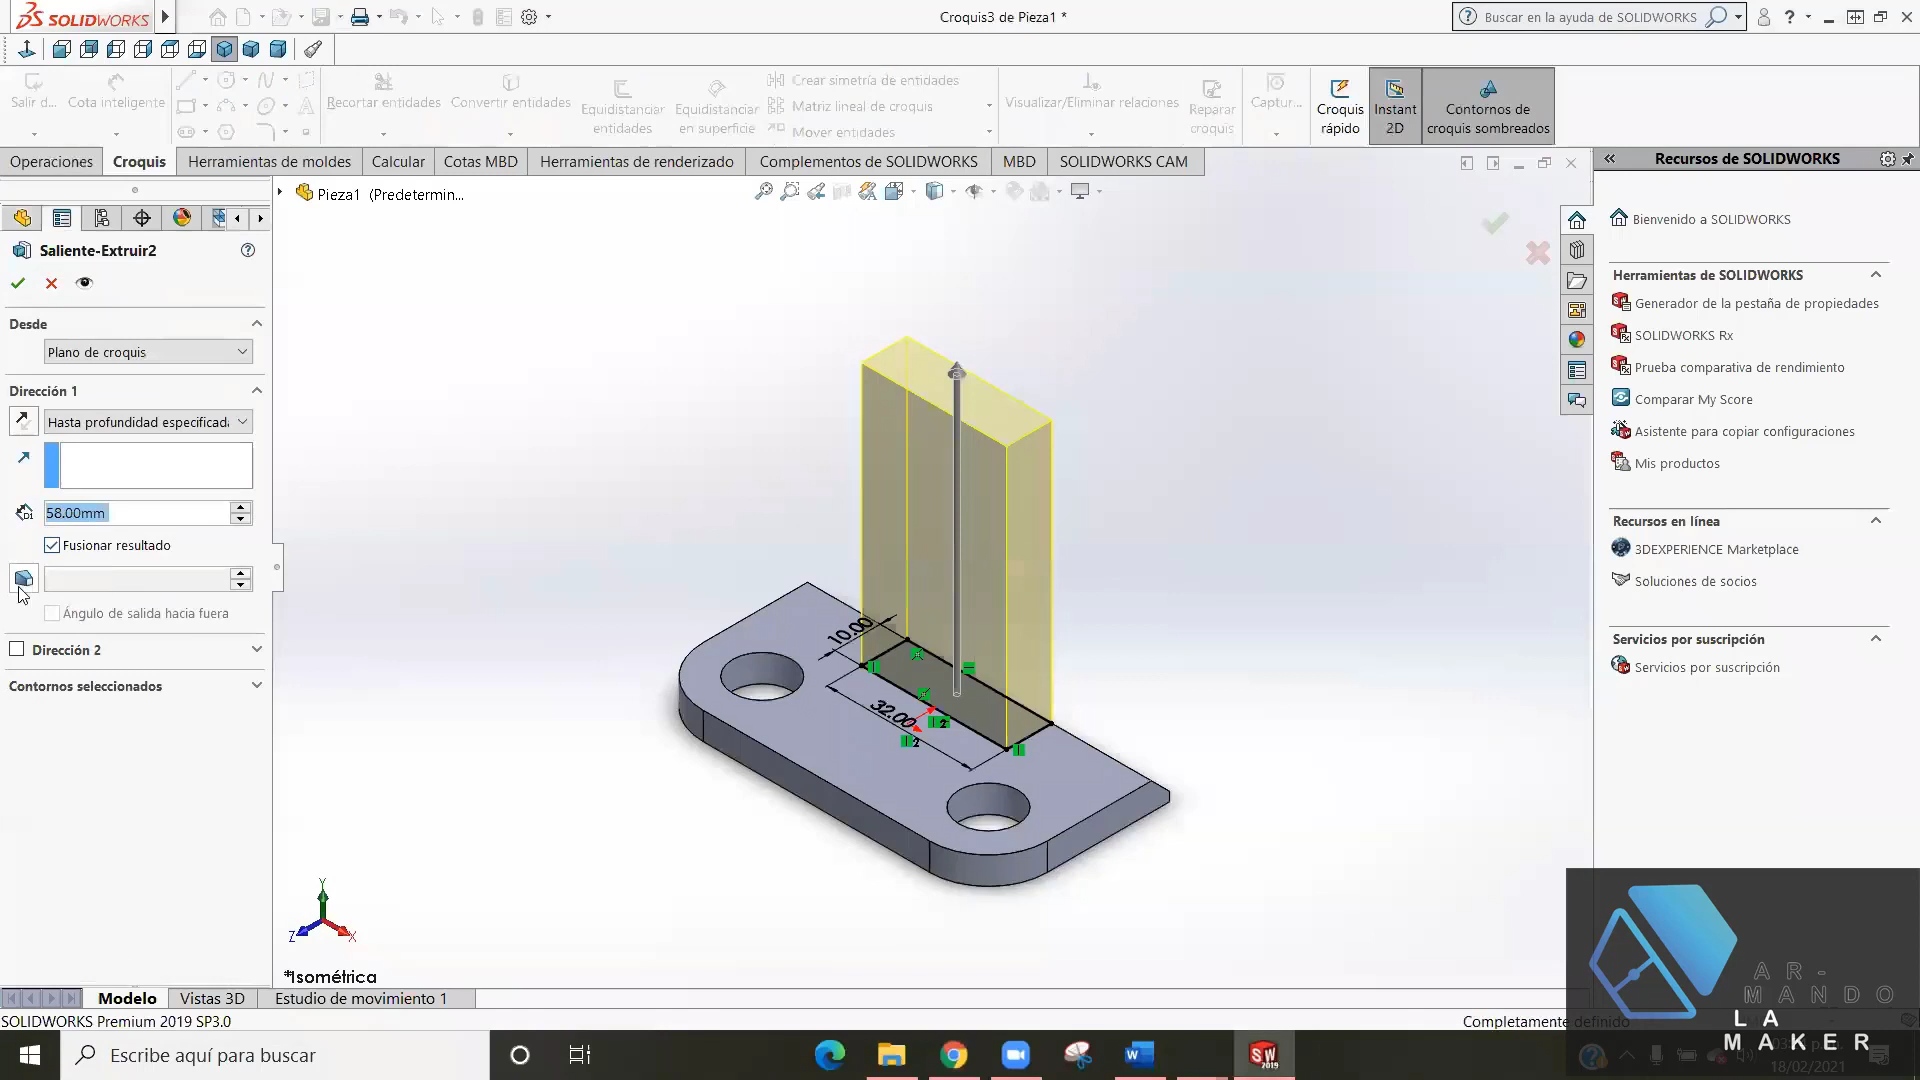 SOLIDWORKS
Croquis3 de Pieza1 *
Buscar en la ayuda de SOLIDWORKS
?
Salir d...
Cota inteligente
Recortar entidades
Convertir entidades
Equidistanciar
entidades
Equidistanciar
en superficie
Crear simetría de entidades
Matriz lineal de croquis
Mover entidades
Visualizar/Eliminar relaciones
Reparar
croquis
Captur...
Croquis
rápido
Instant
2D
Contornos de
croquis sombreados
Operaciones
Croquis
Herramientas de moldes
Calcular
Cotas MBD
Herramientas de renderizado
Complementos de SOLIDWORKS
MBD
SOLIDWORKS CAM
Recursos de SOLIDWORKS
Pieza1 (Predetermin...
Saliente-Extruir2
Desde
Plano de croquis
Dirección 1
Hasta profundidad especificada
58.00mm
Fusionar resultado
Ángulo de salida hacia fuera
Dirección 2
Contornos seleccionados
10.00
32.00
2
2
Y
Z
X
*Isométrica
Bienvenido a SOLIDWORKS
Herramientas de SOLIDWORKS
Generador de la pestaña de propiedades
SOLIDWORKS Rx
Prueba comparativa de rendimiento
Comparar My Score
Asistente para copiar configuraciones
Mis productos
Recursos en línea
3DEXPERIENCE Marketplace
Soluciones de socios
Servicios por suscripción
Servicios por suscripción
Modelo
Vistas 3D
Estudio de movimiento 1
SOLIDWORKS Premium 2019 SP3.0
Completamente definido
Escribe aquí para buscar
SW
2019
18/02/2021
AR-
MANDO
LA
MAKER